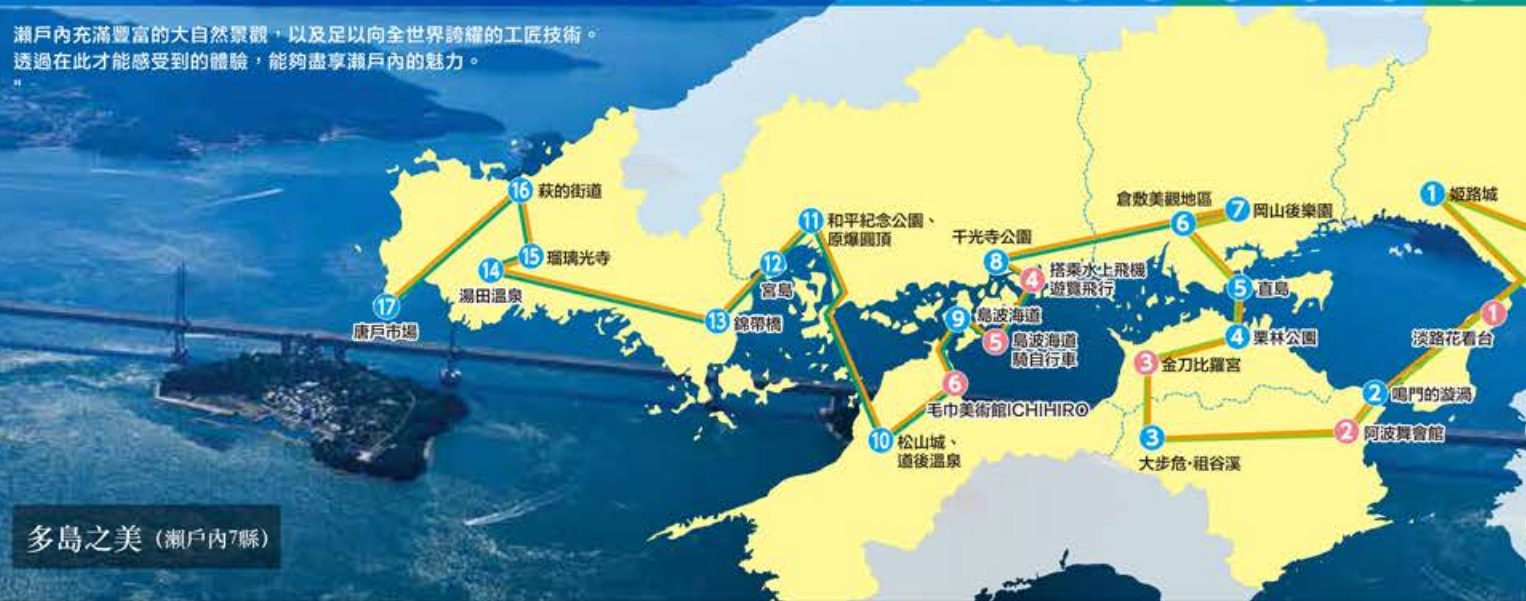 瀨戶內充滿豐富的大自然景觀，以及足以向全世界誇耀的工匠技術。
透過在此才能感受到的體驗，能夠盡享瀨戶內的魅力。
"
16 萩的街道
15 瑠璃光寺
14
湯田溫泉
17
唐戶市場
13 錦帶橋
12
宮島
11 和平紀念公園、
原爆圓頂
千光寺公園
8
4 搭乘水上飛機
遊覽飛行
9 島波海道
5 島波海道
騎自行車
6
毛巾美術館ICHIHIRO
10 松山城、
道後溫泉
倉敷美觀地區
6
7 岡山後樂園
5 直島
4 栗林公園
3 金刀比羅宮
3
大步危・祖谷溪
2 阿波舞會館
2 鳴門的漩渦
1
淡路花看台
1 姬路城
多島之美（瀨戶內7縣）